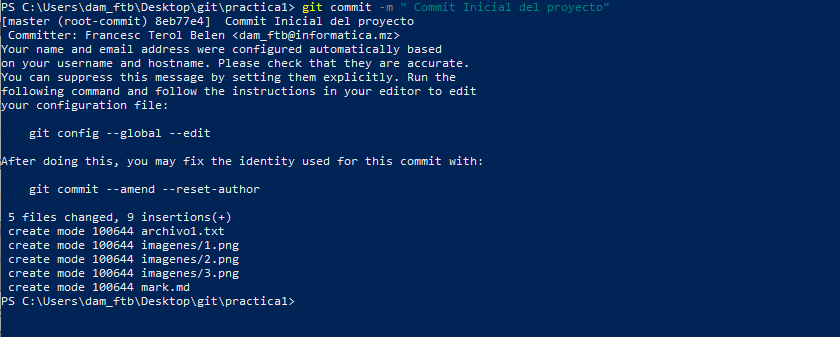 PS C:\Users\dam_ftb\Desktop\git\practica1> git commit -m " Commit Inicial del proyecto"
[master (root-commit) 8eb77e4]  Commit Inicial del proyecto
 Committer: Francesc Terol Belen <dam_ftb@informatica.mz>
Your name and email address were configured automatically based
on your username and hostname. Please check that they are accurate.
You can suppress this message by setting them explicitly. Run the
following command and follow the instructions in your editor to edit
your configuration file:

    git config --global --edit

After doing this, you may fix the identity used for this commit with:

    git commit --amend --reset-author

 5 files changed, 9 insertions(+)
 create mode 100644 archivo1.txt
 create mode 100644 imagenes/1.png
 create mode 100644 imagenes/2.png
 create mode 100644 imagenes/3.png
 create mode 100644 mark.md
PS C:\Users\dam_ftb\Desktop\git\practica1>